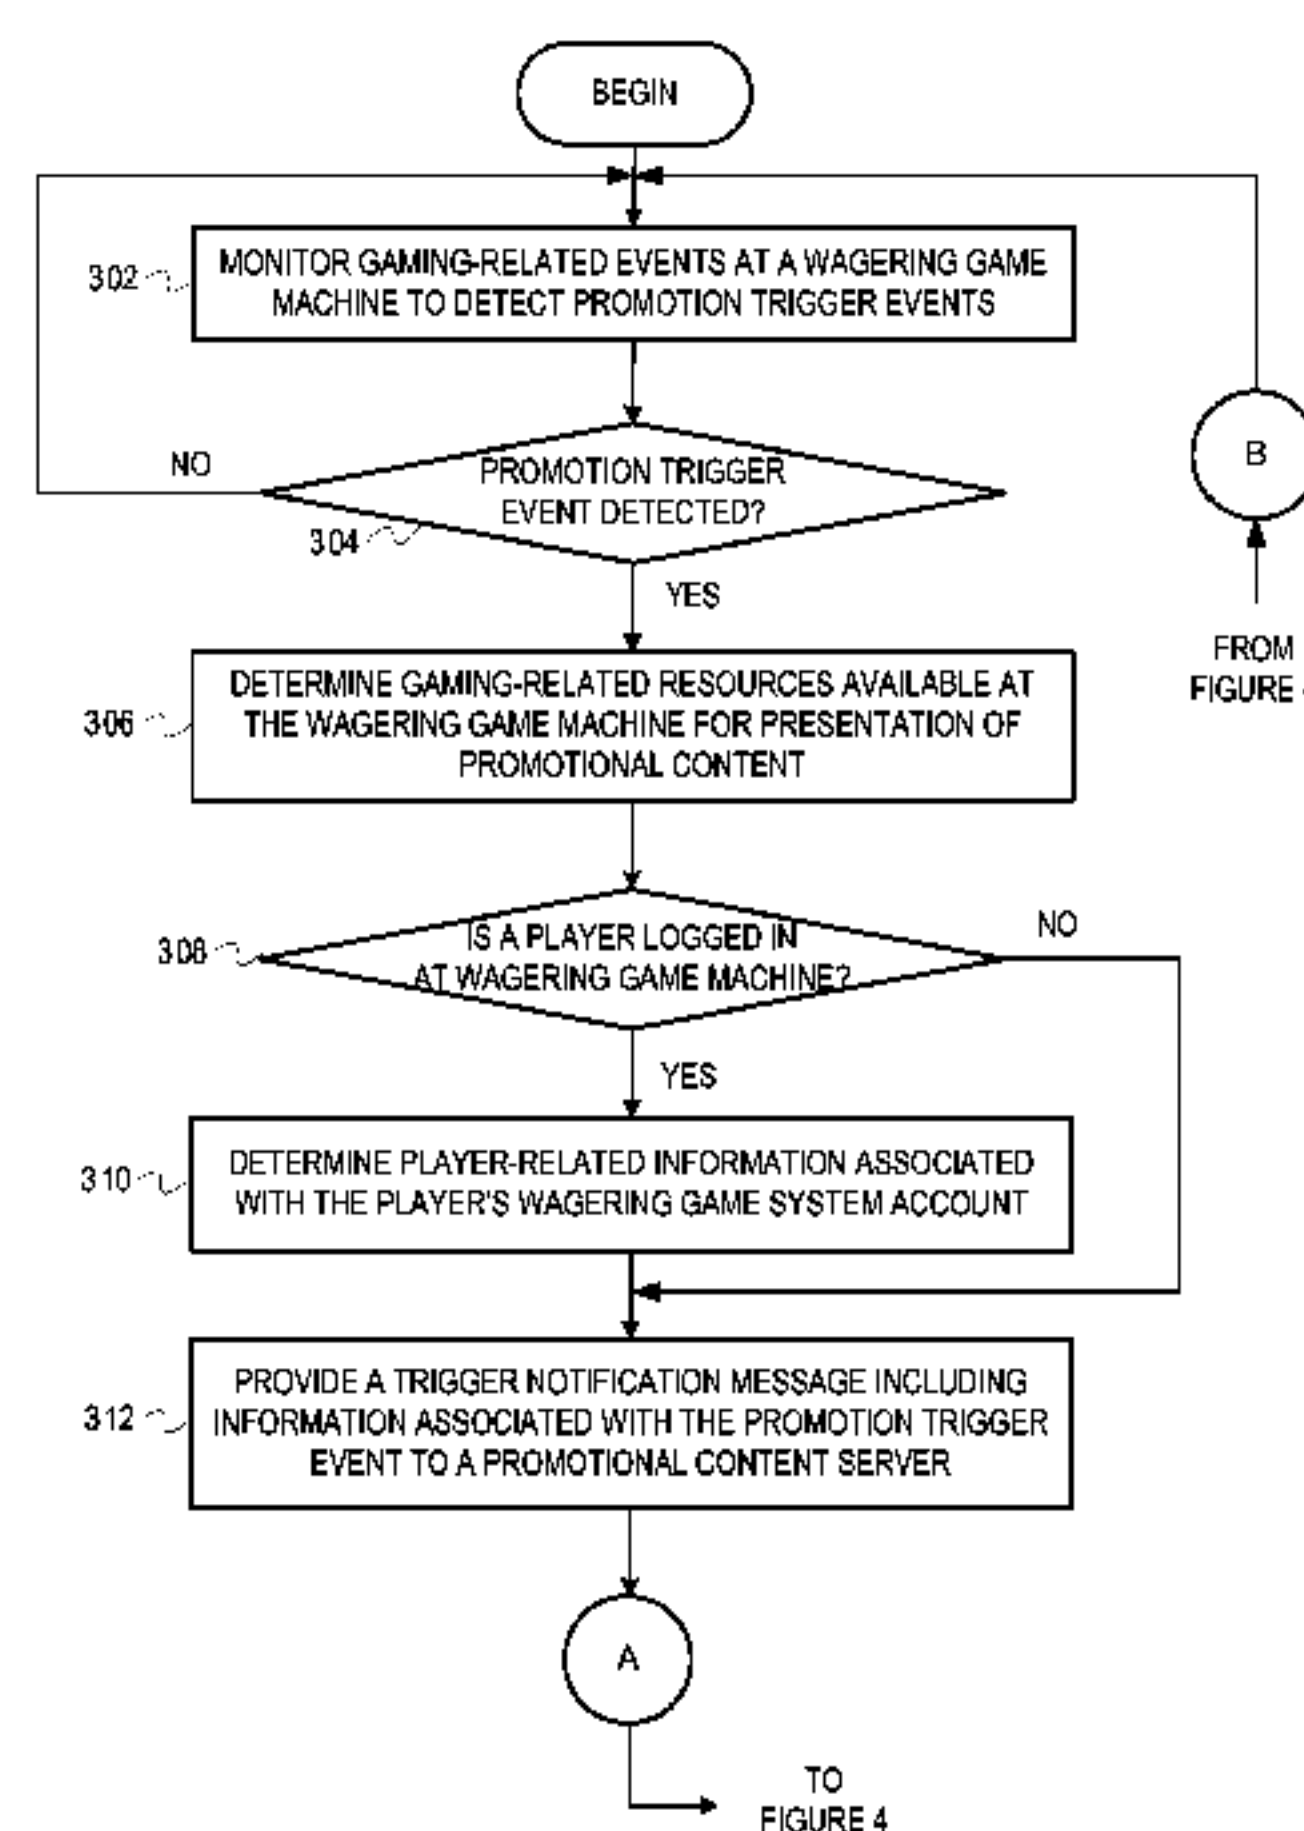 BEGIN
302
MONITOR GAMING-RELATED EVENTS AT A WAGERING GAME
MACHINE TO DETECT PROMOTION TRIGGER EVENTS
NO
PROMOTION TRIGGER
EVENT DETECTED?
304
B
YES
FROM
FIGURE
306
DETERMINE GAMING-RELATED RESOURCES AVAILABLE AT
THE WAGERING GAME MACHINE FOR PRESENTATION OF
PROMOTIONAL CONTENT
308
IS A PLAYER LOGGED IN
AT WAGERING GAME MACHINE?
NO
YES
310
DETERMINE PLAYER-RELATED INFORMATION ASSOCIATED
WITH THE PLAYER'S WAGERING GAME SYSTEM ACCOUNT
312
PROVIDE A TRIGGER NOTIFICATION MESSAGE INCLUDING
INFORMATION ASSOCIATED WITH THE PROMOTION TRIGGER
EVENT TO A PROMOTIONAL CONTENT SERVER
A
TO
FIGURE 4